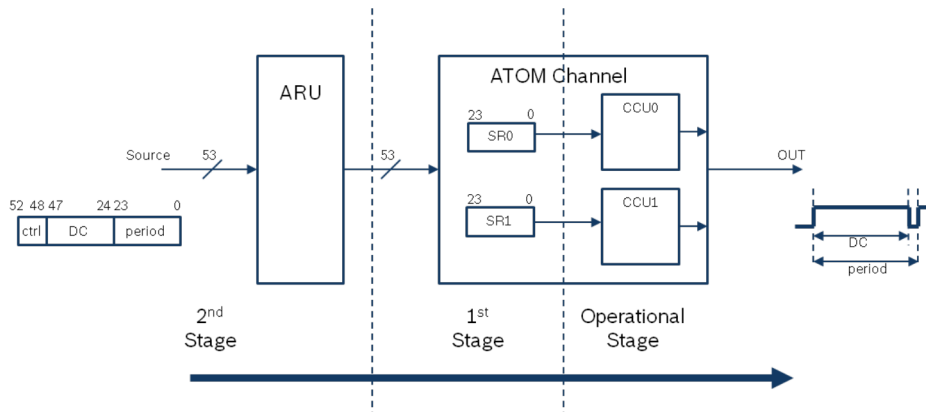 ARU
ATOM Channel
23 0
SR0
CCU0
Source 53
53
OUT
52 48 47 24 23 0
ctrl DC period
23 0
SR1
CCU1
DC
period
2nd
Stage
1st
Stage
Operational
Stage